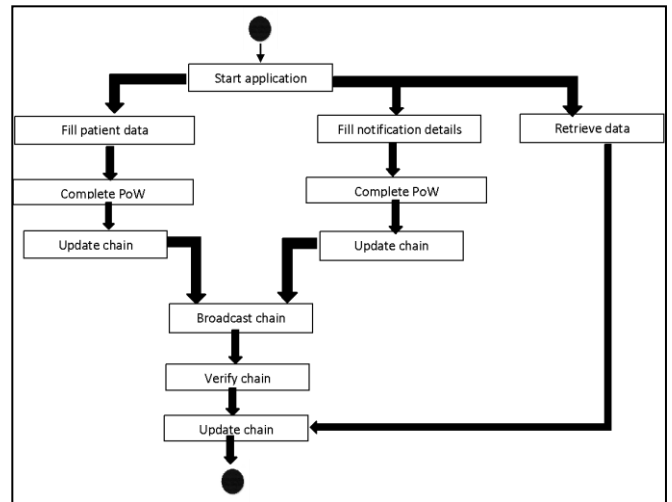 Start application
Fill patient data
Fill notification details
Retrieve data
Complete PoW
Complete PoW
Update chain
Update chain
Broadcast chain
Verify chain
Update chain